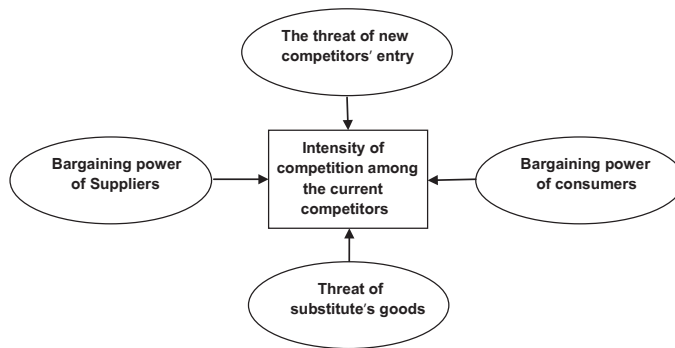 The threat of new
competitors' entry
Bargaining power
of Suppliers
Intensity of
competition among
the current
competitors
Bargaining power
of consumers
Threat of
substitute's goods